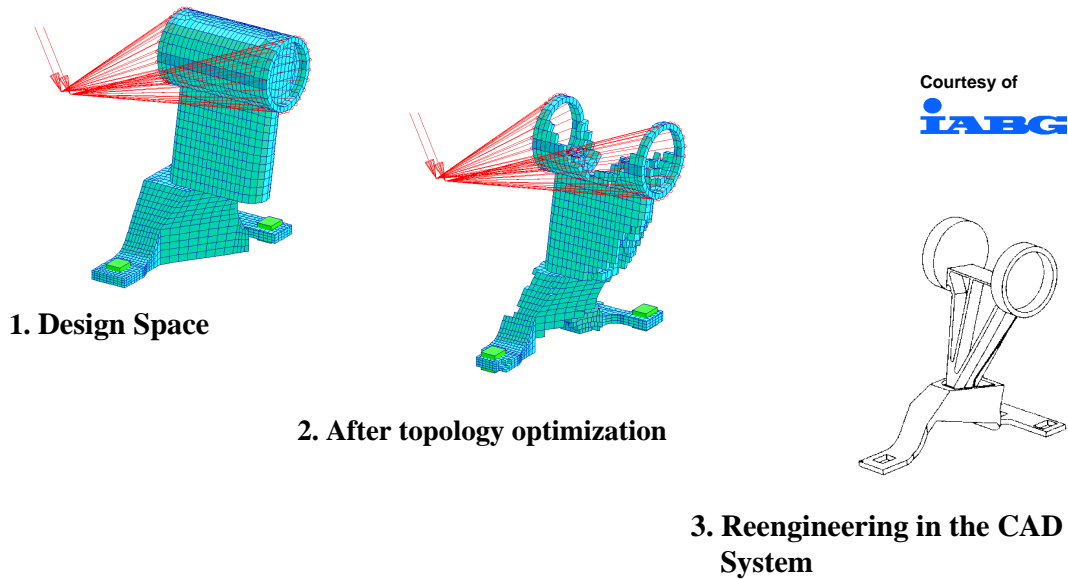 Courtesy of
iABG
1. Design Space
2. After topology optimization
3. Reengineering in the CAD
System